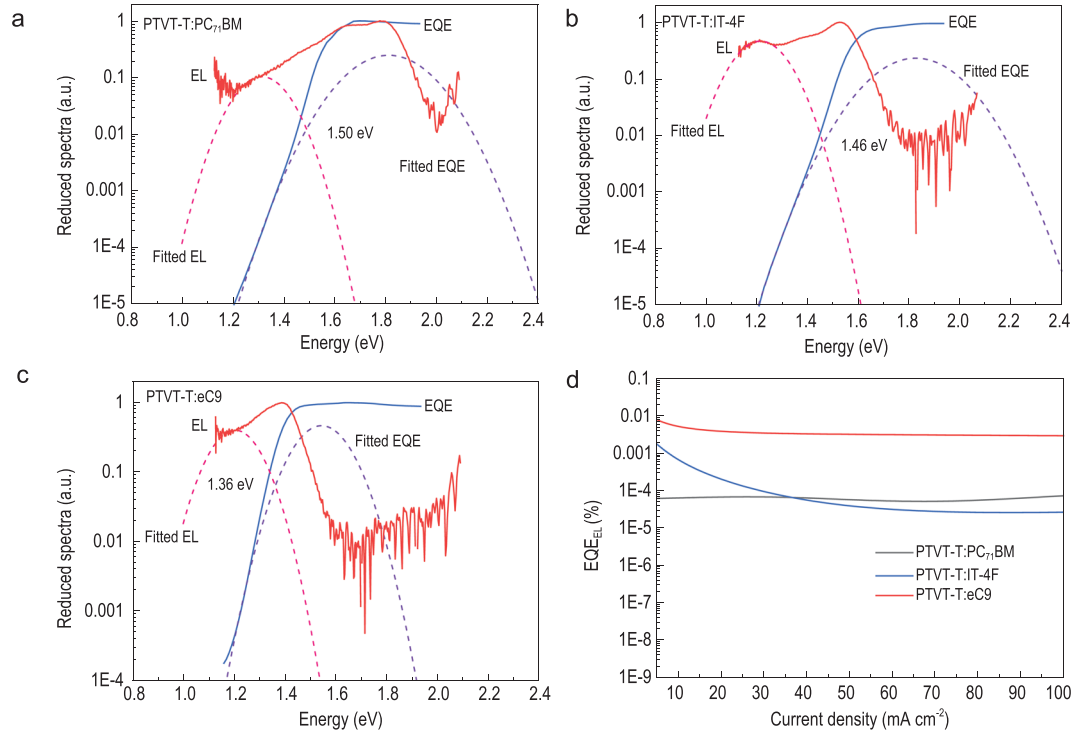 a
PTVT-T:PC₇₁BM
EQE
EL
1.50 eV
Fitted EQE
Fitted EL
Reduced spectra (a.u.)
1
0.1
0.01
0.001
1E-4
1E-5
0.8 1.0 1.2 1.4 1.6 1.8 2.0 2.2 2.4
Energy (eV)
b
PTVT-T:IT-4F
EQE
EL
Fitted EQE
Fitted EL
1.46 eV
Reduced spectra (a.u.)
1
0.1
0.01
0.001
1E-4
1E-5
0.8 1.0 1.2 1.4 1.6 1.8 2.0 2.2 2.4
Energy (eV)
c
PTVT-T:eC9
EQE
EL
Fitted EQE
1.36 eV
Fitted EL
Reduced spectra (a.u.)
1
0.1
0.01
0.001
1E-4
0.8 1.0 1.2 1.4 1.6 1.8 2.0 2.2 2.4
Energy (eV)
d
EQE_EL (%)
0.1
0.01
0.001
1E-4
1E-5
1E-6
1E-7
1E-8
1E-9
PTVT-T:PC₇₁BM
PTVT-T:IT-4F
PTVT-T:eC9
10 20 30 40 50 60 70 80 90 100
Current density (mA cm⁻²)